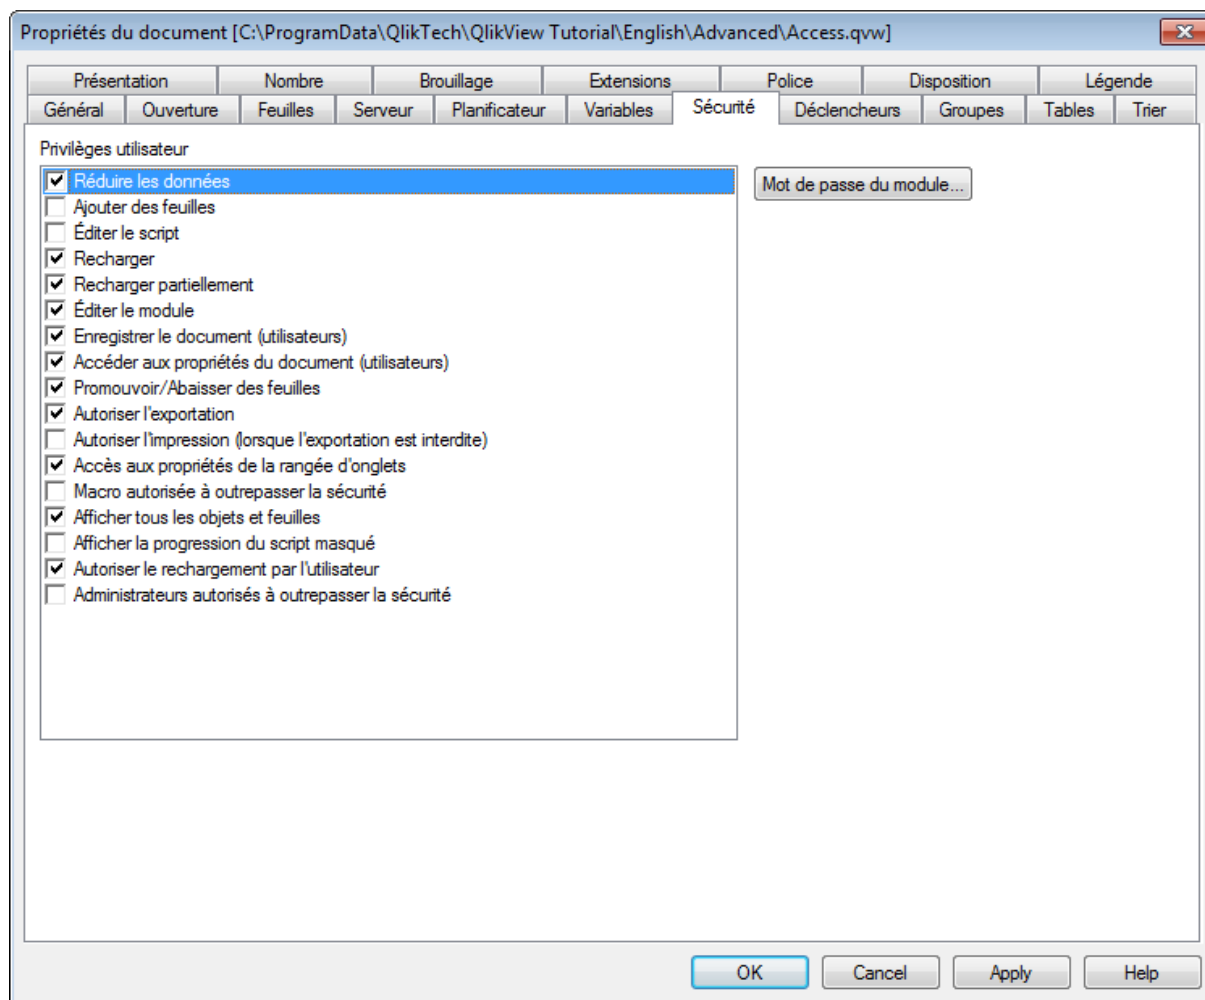 Propriétés du document [C:\ProgramData\QlikTech\QlikView Tutorial\English\Advanced\Access.qvw]
Présentation Nombre Brouillage Extensions Police Disposition Légende
Général Ouverture Feuilles Serveur Planificateur Variables Sécurité Déclencheurs Groupes Tables Trier
Privilèges utilisateur
Réduire les données
Mot de passe du module...
Ajouter des feuilles
Éditer le script
Recharger
Recharger partiellement
Éditer le module
Enregistrer le document (utilisateurs)
Accéder aux propriétés du document (utilisateurs)
Promouvoir/Abaisser des feuilles
Autoriser l'exportation
Autoriser l'impression (lorsque l'exportation est interdite)
Accès aux propriétés de la rangée d'onglets
Macro autorisée à outrepasser la sécurité
Afficher tous les objets et feuilles
Afficher la progression du script masqué
Autoriser le rechargement par l'utilisateur
Administrateurs autorisés à outrepasser la sécurité
OK Cancel Apply Help